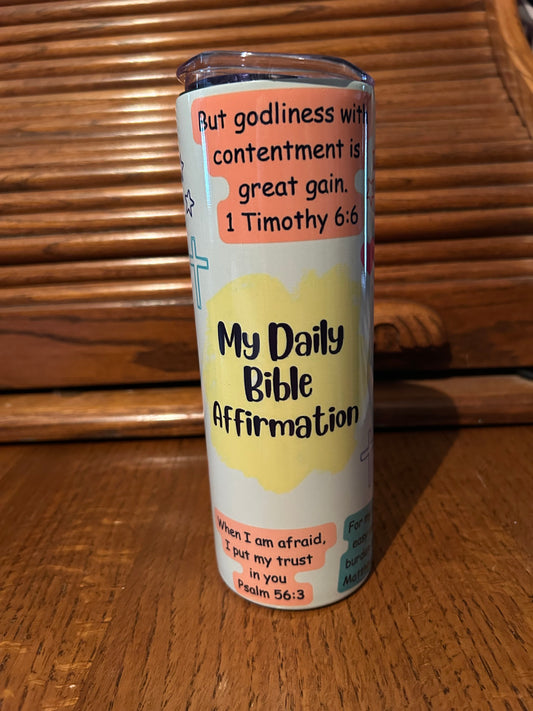 But godliness with
contentment is
great gain.
1 Timothy 6:6
My Daily
Bible
Affirmation
When I am afraid,
I put my trust
in you
Psalm 56:3
For